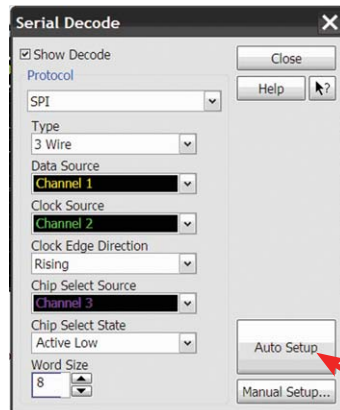 Serial Decode
Show Decode
Close
Protocol
Help
?
SPI
Type
3 Wire
Data Source
Channel 1
Clock Source
Channel 2
Clock Edge Direction
Rising
Chip Select Source
Channel 3
Chip Select State
Active Low
Auto Setup
Word Size
8
Manual Setup...